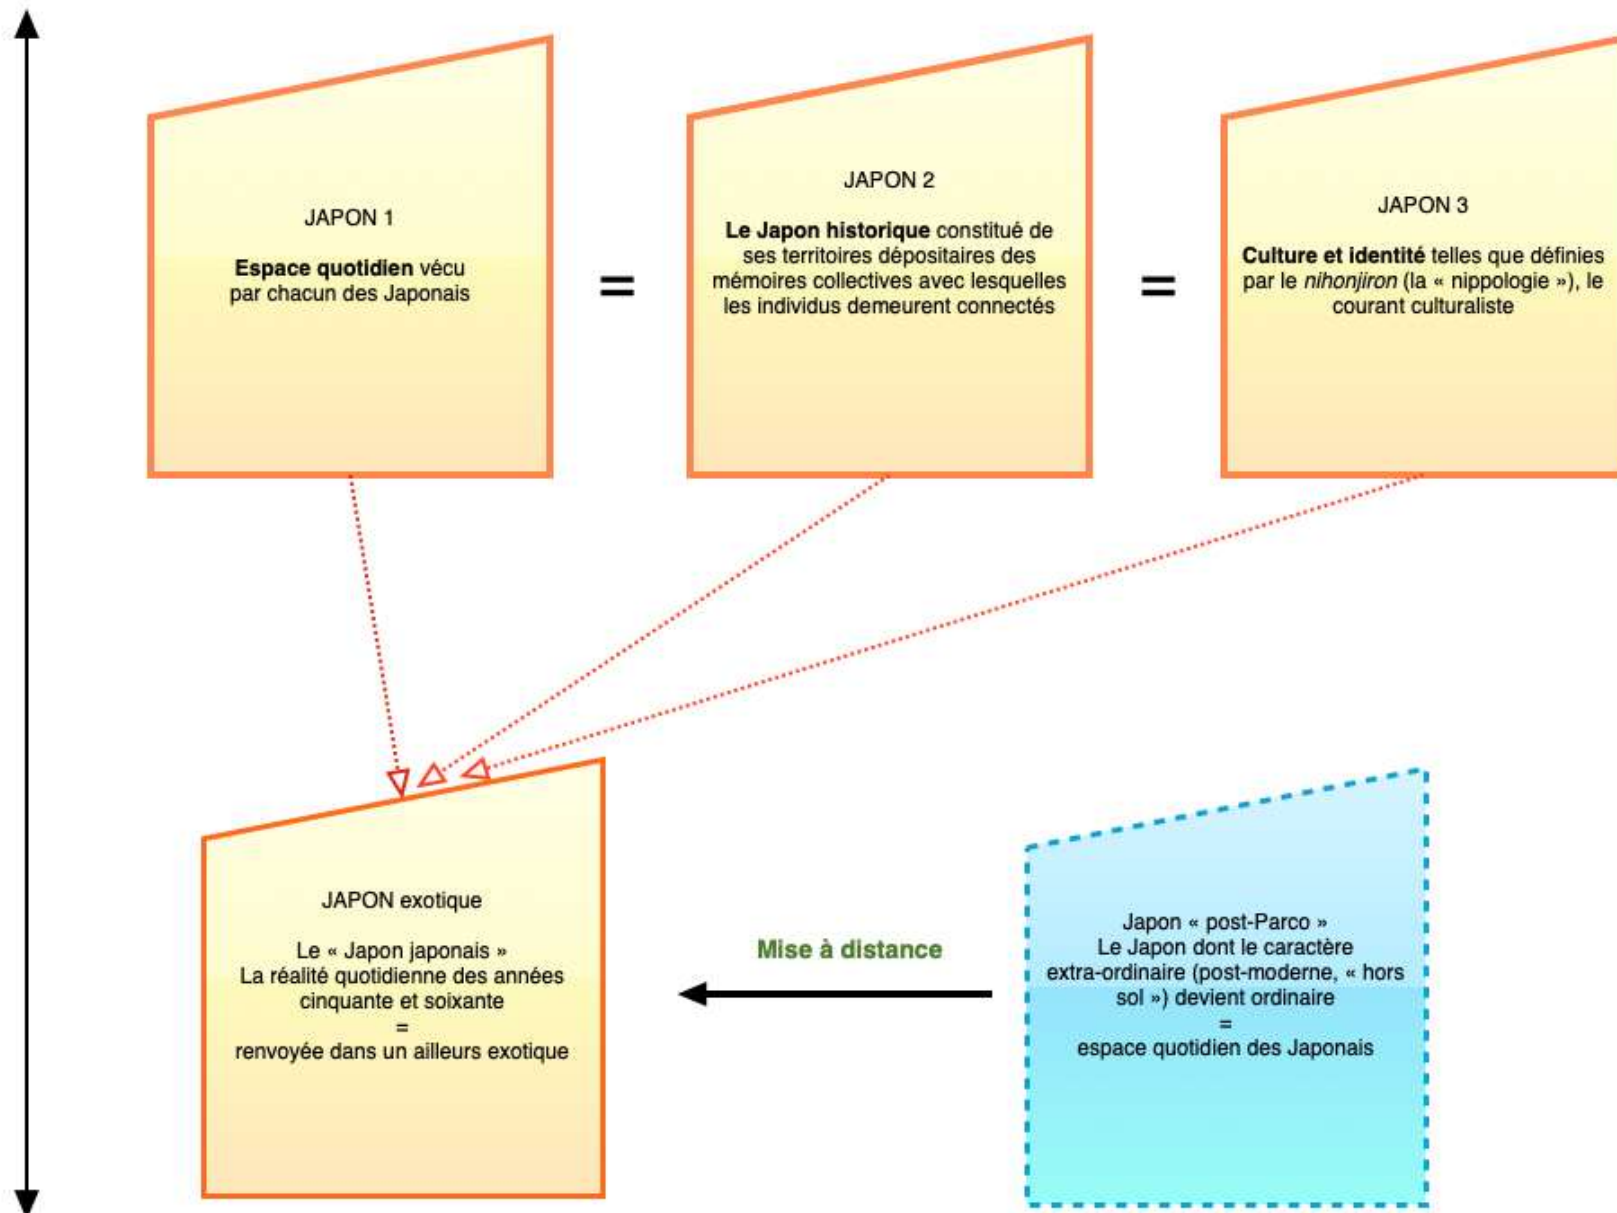 JAPON 1
Espace quotidien vécu
par chacun des Japonais
=
JAPON 2
Le Japon historique constitué de
ses territoires dépositaires des
mémoires collectives avec lesquelles
les individus demeurent connectés
=
JAPON 3
Culture et identité telles que définies
par le nihonjiron (la « nippologie »), le
courant culturaliste
JAPON exotique
Le « Japon japonais »
La réalité quotidienne des années
cinquante et soixante
=
renvoyée dans un ailleurs exotique
Mise à distance
Japon « post-Parco »
Le Japon dont le caractère
extra-ordinaire (post-moderne, « hors
sol ») devient ordinaire
=
espace quotidien des Japonais